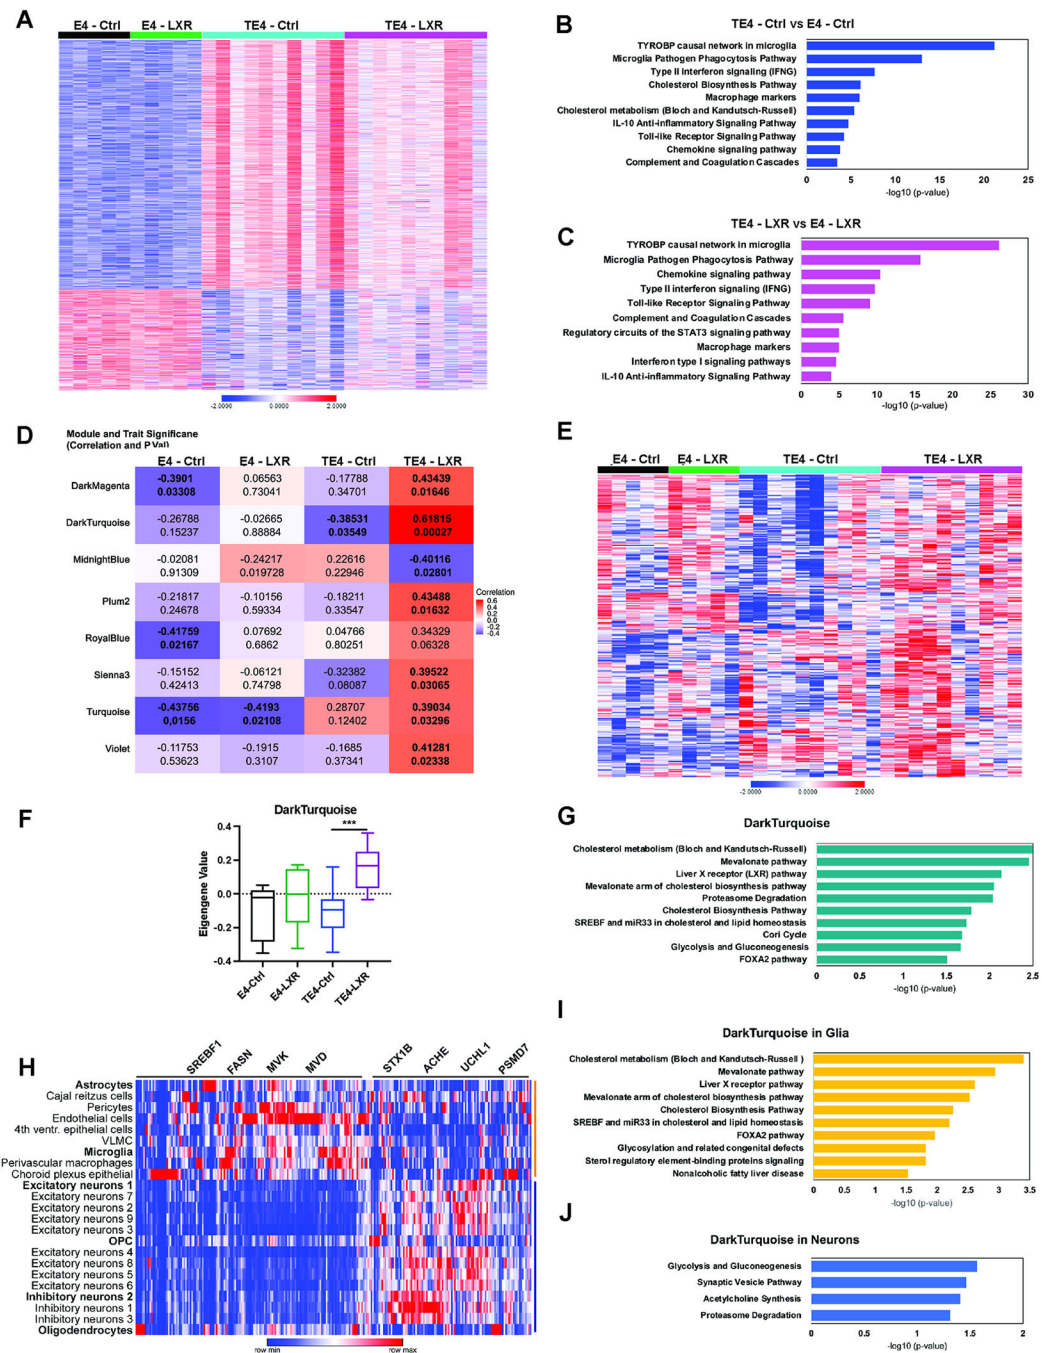 A
E4 - Ctrl E4 - LXR TE4 - Ctrl TE4 - LXR
-2.0000 0.0000 2.0000
B
TE4 - Ctrl vs E4 - Ctrl
TYROBP causal network in microglia
Microglia Pathogen Phagocytosis Pathway
Type II interferon signaling (IFNG)
Cholesterol Biosynthesis Pathway
Macrophage markers
Cholesterol metabolism (Bloch and Kandutsch-Russell)
IL-10 Anti-inflammatory Signaling Pathway
Toll-like Receptor Signaling Pathway
Chemokine signaling pathway
Complement and Coagulation Cascades
0 5 10 15 20 25
-log10 (p-value)
C
TE4 - LXR vs E4 - LXR
TYROBP causal network in microglia
Microglia Pathogen Phagocytosis Pathway
Chemokine signaling pathway
Type II interferon signaling (IFNG)
Toll-like Receptor Signaling Pathway
Complement and Coagulation Cascades
Regulatory circuits of the STAT3 signaling pathway
Macrophage markers
Interferon type I signaling pathways
IL-10 Anti-inflammatory Signaling Pathway
0 5 10 15 20 25 30
-log10 (p-value)
D
Module and Trait Significane
(Correlation and P.Val)
E4 - Ctrl E4 - LXR TE4 - Ctrl TE4 - LXR
DarkMagenta
-0.3901 0.06563 -0.17788 0.43439
0.03308 0.73041 0.34701 0.01646
DarkTurquoise
-0.26788 -0.02665 -0.38531 0.61815
0.15237 0.88884 0.03549 0.00027
MidnightBlue
-0.02081 -0.24217 0.22616 -0.40116
0.91309 0.019728 0.22946 0.02801
Plum2
-0.21817 -0.10156 -0.18211 0.43488
0.24678 0.59334 0.33547 0.01632
RoyalBlue
-0.41759 0.07692 0.04766 0.34329
0.02167 0.6862 0.80251 0.06328
Sienna3
-0.15152 -0.06121 -0.32382 0.39522
0.42413 0.74798 0.08087 0.03065
Turquoise
-0.43756 -0.4193 0.28707 0.39034
0,0156 0.02108 0.12402 0.03296
Violet
-0.11753 -0.1915 -0.1685 0.41281
0.53623 0.3107 0.37341 0.02338
Correlation
0.6
0.4
0.2
0.0
-0.2
-0.4
E
E4 - Ctrl E4 - LXR TE4 - Ctrl TE4 - LXR
-2.0000 0.0000 2.0000
F
DarkTurquoise
***
Eigengene Value
0.4
0.2
0.0
-0.2
-0.4
E4-Ctrl E4-LXR TE4-Ctrl TE4-LXR
G
DarkTurquoise
Cholesterol metabolism (Bloch and Kandutsch-Russell)
Mevalonate pathway
Liver X receptor (LXR) pathway
Mevalonate arm of cholesterol biosynthesis pathway
Proteasome Degradation
Cholesterol Biosynthesis Pathway
SREBF and miR33 in cholesterol and lipid homeostasis
Cori Cycle
Glycolysis and Gluconeogenesis
FOXA2 pathway
0 0.5 1 1.5 2 2.5
-log10 (p-value)
H
SREBF1 FASN MVK MVD STX1B ACHE UCHL1 PSMD7
Astrocytes
Cajal reitzus cells
Pericytes
Endothelial cells
4th ventr. epithelial cells
VLMC
Microglia
Perivascular macrophages
Choroid plexus epithelial
Excitatory neurons 1
Excitatory neurons 7
Excitatory neurons 2
Excitatory neurons 9
Excitatory neurons 3
OPC
Excitatory neurons 4
Excitatory neurons 8
Excitatory neurons 5
Excitatory neurons 6
Inhibitory neurons 2
Inhibitory neurons 1
Inhibitory neurons 3
Oligodendrocytes
row min row max
I
DarkTurquoise in Glia
Cholesterol metabolism (Bloch and Kandutsch-Russell )
Mevalonate pathway
Liver X receptor pathway
Mevalonate arm of cholesterol biosynthesis pathway
Cholesterol Biosynthesis Pathway
SREBF and miR33 in cholesterol and lipid homeostasis
FOXA2 pathway
Glycosylation and related congenital defects
Sterol regulatory element-binding proteins signaling
Nonalcoholic fatty liver disease
0 0.5 1 1.5 2 2.5 3 3.5
-log10 (p-value)
J
DarkTurquoise in Neurons
Glycolysis and Gluconeogenesis
Synaptic Vesicle Pathway
Acetylcholine Synthesis
Proteasome Degradation
0 0.5 1 1.5 2
-log10 (p-value)